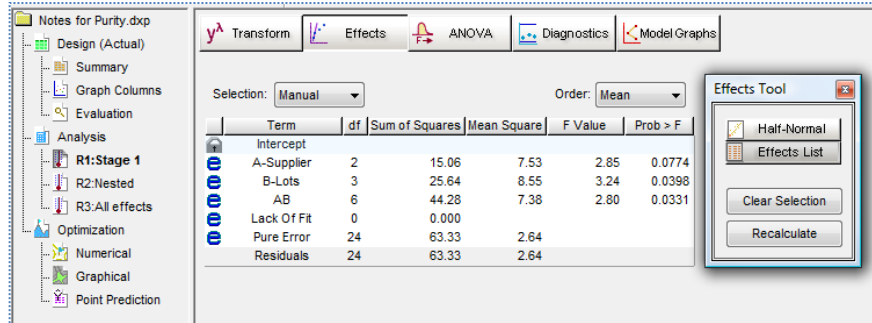 Notes for Purity.dxp
Design (Actual)
Summary
Graph Columns
Evaluation
Analysis
R1:Stage 1
R2:Nested
R3:All effects
Optimization
Numerical
Graphical
Point Prediction
yλ Transform Effects F ANOVA Diagnostics Model Graphs
Selection: Manual Order: Mean
Term df Sum of Squares Mean Square F Value Prob > F
Intercept
e A-Supplier 2 15.06 7.53 2.85 0.0774
e B-Lots 3 25.64 8.55 3.24 0.0398
e AB 6 44.28 7.38 2.80 0.0331
e Lack Of Fit 0 0.000
e Pure Error 24 63.33 2.64
Residuals 24 63.33 2.64
Effects Tool
Half-Normal
Effects List
Clear Selection
Recalculate